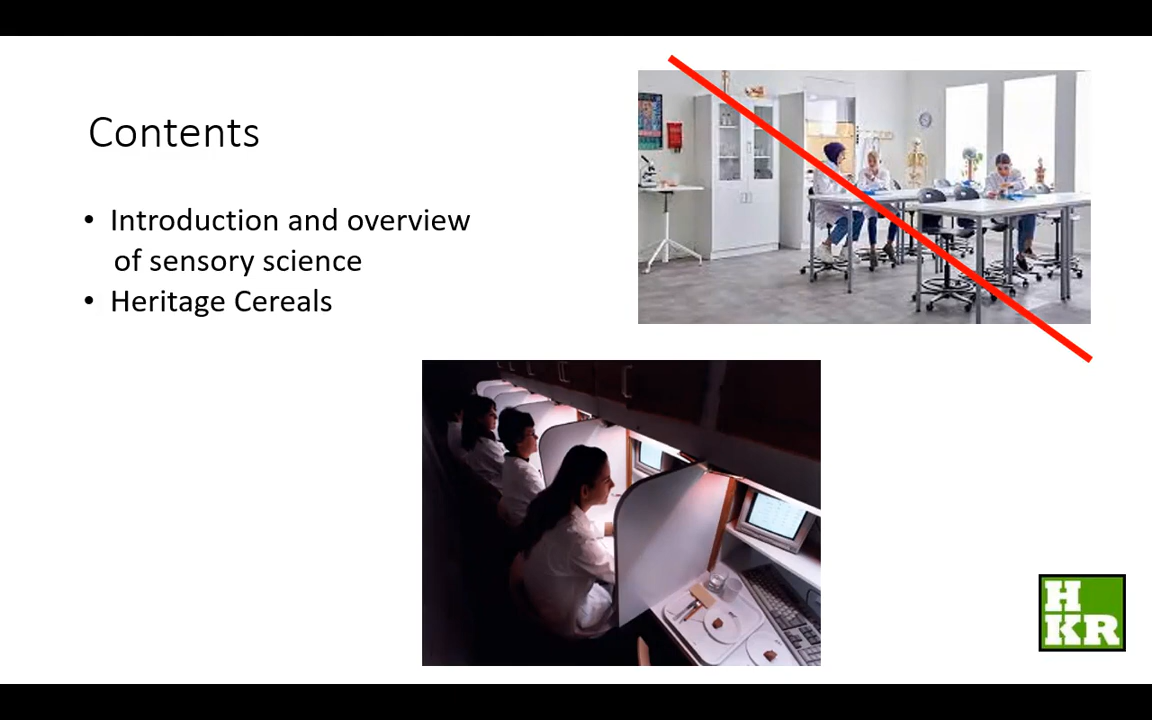 Contents
• Introduction and overview
of sensory science
• Heritage Cereals
H
KR